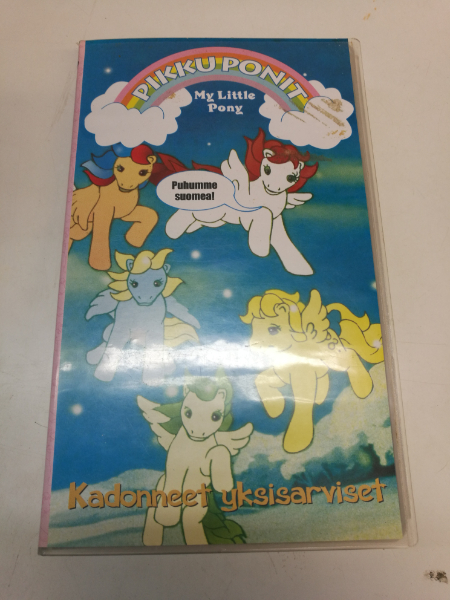 PIKKU PONIT
My Little
Pony
Puhumme
suomea!
Kadonneet yksisarviset